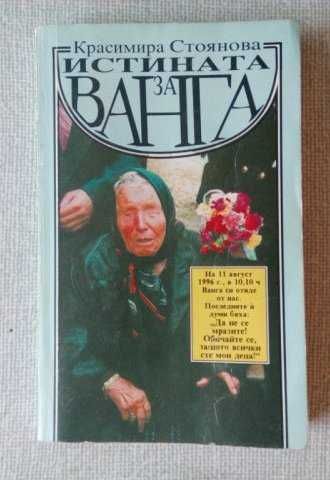 Красимира Стоянова
ИСТИНАТА
ЗА
ВАНГА
На 11 август
1996 г., в 10,10 ч
Ванга си отиде
от нас.
Последните ѝ
думи бяха:
„Да не се
мразите!
Обичайте се,
защото всички
сте мои деца!“